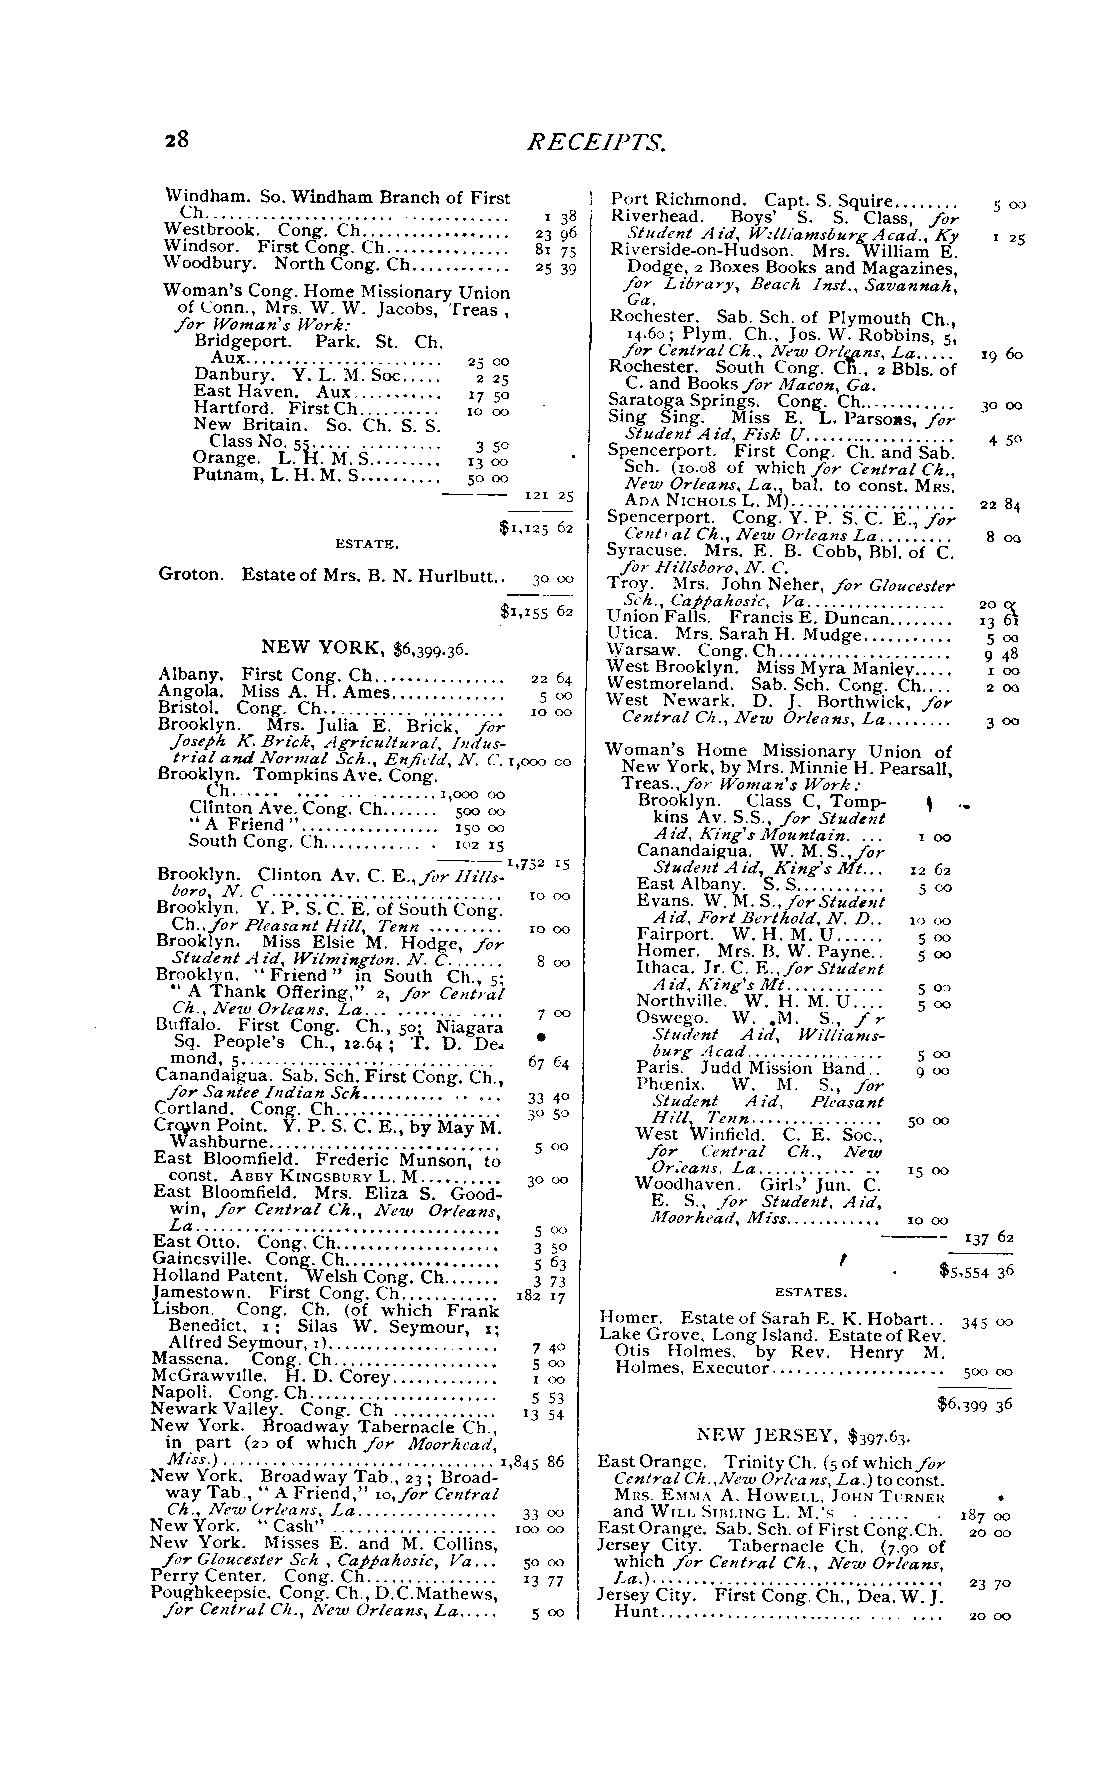 28
RECEIPTS.
Windham. So. Windham Branch of First
Ch.................................... 1 38
Westbrook. Cong. Ch.................. 23 96
Windsor. First Cong. Ch............... 81 75
Woodbury. North Cong. Ch............ 25 39
Woman's Cong. Home Missionary Union
of Conn., Mrs. W. W. Jacobs, Treas ,
for Woman's Work:
Bridgeport. Park. St. Ch.
Aux........................ 25 00
Danbury. Y. L. M. Soc..... 2 25
East Haven. Aux........... 17 50
Hartford. First Ch.......... 10 00
New Britain. So. Ch. S. S.
Class No. 55................ 3 50
Orange. L. H. M. S......... 13 00
Putnam, L. H. M. S.......... 50 00
——— 121 25
$1,125 62
ESTATE.
Groton. Estate of Mrs. B. N. Hurlbutt.. 30 00
$1,155 62
NEW YORK, $6,399.36.
Albany. First Cong. Ch................ 22 64
Angola. Miss A. H. Ames.............. 5 00
Bristol. Cong. Ch...................... 10 00
Brooklyn. Mrs. Julia E. Brick, for
Joseph K. Brick, Agricultural, Indus-
trial and Normal Sch., Enfield, N. C. 1,000 00
Brooklyn. Tompkins Ave. Cong.
Ch..........................1,000 00
Clinton Ave. Cong. Ch....... 500 00
"A Friend"................. 150 00
South Cong. Ch............. 102 15
——— 1,752 15
Brooklyn. Clinton Av. C. E., for Hills-
boro, N. C............................ 10 00
Brooklyn. Y. P. S. C. E. of South Cong.
Ch., for Pleasant Hill, Tenn ......... 10 00
Brooklyn. Miss Elsie M. Hodge, for
Student Aid, Wilmington. N. C....... 8 00
Brooklyn. "Friend" in South Ch., 5;
"A Thank Offering," 2, for Central
Ch., New Orleans, La................. 7 00
Buffalo. First Cong. Ch., 50; Niagara
Sq. People's Ch., 12.64; T. D. De-
mond, 5............................... 67 64
Canandaigua. Sab. Sch. First Cong. Ch.,
for Santee Indian Sch................. 33 40
Cortland. Cong. Ch.................... 30 50
Crown Point. Y. P. S. C. E., by May M.
Washburne............................ 5 00
East Bloomfield. Frederic Munson, to
const. ABBY KINGSBURY L. M.......... 30 00
East Bloomfield. Mrs. Eliza S. Good-
win, for Central Ch., New Orleans,
La..................................... 5 00
East Otto. Cong. Ch.................... 3 50
Gainesville. Cong. Ch................... 5 63
Holland Patent. Welsh Cong. Ch....... 3 73
Jamestown. First Cong. Ch............ 182 17
Lisbon. Cong. Ch. (of which Frank
Benedict, 1; Silas W. Seymour, 1;
Alfred Seymour, 1).................... 7 40
Massena. Cong. Ch.................... 5 00
McGrawville. H. D. Corey............. 1 00
Napoli. Cong. Ch....................... 5 53
Newark Valley. Cong. Ch ............. 13 54
New York. Broadway Tabernacle Ch.,
in part (20 of which for Moorhead,
Miss.)................................ 1,845 86
New York. Broadway Tab., 23; Broad-
way Tab., "A Friend," 10, for Central
Ch., New Orleans, La................. 33 00
New York. "Cash" .................... 100 00
New York. Misses E. and M. Collins,
for Gloucester Sch , Cappahosic, Va... 50 00
Perry Center. Cong. Ch................ 13 77
Poughkeepsie. Cong. Ch., D.C.Mathews,
for Central Ch., New Orleans, La..... 5 00
Port Richmond. Capt. S. Squire........ 5 00
Riverhead. Boys' S. S. Class, for
Student Aid, Williamsburg Acad., Ky 1 25
Riverside-on-Hudson. Mrs. William E.
Dodge, 2 Boxes Books and Magazines,
for Library, Beach Inst., Savannah,
Ga.
Rochester. Sab. Sch. of Plymouth Ch.,
14.60; Plym. Ch., Jos. W. Robbins, 5,
for Central Ch., New Orleans, La..... 19 60
Rochester. South Cong. Ch., 2 Bbls. of
C. and Books for Macon, Ga.
Saratoga Springs. Cong. Ch............ 30 00
Sing Sing. Miss E. L. Parsons, for
Student Aid, Fisk U.................. 4 50
Spencerport. First Cong. Ch. and Sab.
Sch. (10.08 of which for Central Ch.,
New Orleans, La., bal. to const. MRS.
ADA NICHOLS L. M).................... 22 84
Spencerport. Cong. Y. P. S. C. E., for
Central Ch., New Orleans La......... 8 00
Syracuse. Mrs. E. B. Cobb, Bbl. of C.
for Hillsboro, N. C.
Troy. Mrs. John Neher, for Gloucester
Sch., Cappahosic, Va................. 20 00
Union Falls. Francis E. Duncan........ 13 61
Utica. Mrs. Sarah H. Mudge........... 5 00
Warsaw. Cong. Ch..................... 9 48
West Brooklyn. Miss Myra Manley..... 1 00
Westmoreland. Sab. Sch. Cong. Ch.... 2 00
West Newark. D. J. Borthwick, for
Central Ch., New Orleans, La........ 3 00
Woman's Home Missionary Union of
New York, by Mrs. Minnie H. Pearsall,
Treas., for Woman's Work:
Brooklyn. Class C, Tomp-
kins Av. S.S., for Student
Aid, King's Mountain. ... 1 00
Canandaigua. W. M. S., for
Student Aid, King's Mt... 12 62
East Albany. S. S........... 5 00
Evans. W. M. S., for Student
Aid, Fort Berthold, N. D.. 10 00
Fairport. W. H. M. U...... 5 00
Homer. Mrs. B. W. Payne.. 5 00
Ithaca. Jr. C. E., for Student
Aid, King's Mt............ 5 00
Northville. W. H. M. U.... 5 00
Oswego. W. M. S., f r
Student Aid, Williams-
burg Acad................. 5 00
Paris. Judd Mission Band.. 9 00
Phœnix. W. M. S., for
Student Aid, Pleasant
Hill, Tenn................ 50 00
West Winfield. C. E. Soc.,
for Central Ch., New
Orleans, La............... 15 00
Woodhaven. Girls' Jun. C.
E. S., for Student, Aid,
Moorhead, Miss............ 10 00
——— 137 62
$5,554 36
ESTATES.
Homer. Estate of Sarah E. K. Hobart.. 345 00
Lake Grove, Long Island. Estate of Rev.
Otis Holmes, by Rev. Henry M.
Holmes, Executor..................... 500 00
$6,399 36
NEW JERSEY, $397.63.
East Orange. Trinity Ch. (5 of which for
Central Ch., New Orleans, La.) to const.
MRS. EMMA A. HOWELL, JOHN TURNER
and WILL SIBLING L. M.'s ......... 187 00
East Orange. Sab. Sch. of First Cong.Ch. 20 00
Jersey City. Tabernacle Ch. (7.90 of
which for Central Ch., New Orleans,
La.).................................... 23 70
Jersey City. First Cong. Ch., Dea. W. J.
Hunt.................................. 20 00